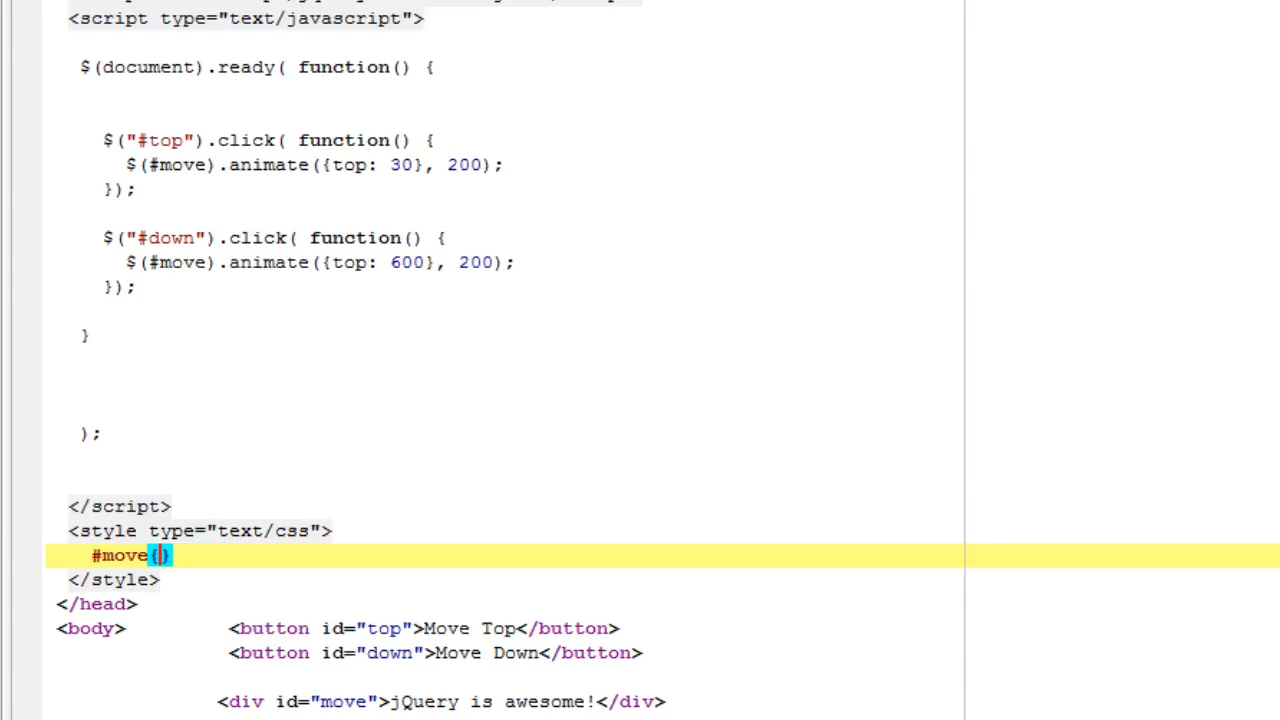 <script type="text/javascript">
$(document).ready( function() {
$("#top").click( function() {
$(#move).animate({top: 30}, 200);
});
$("#down").click( function() {
$(#move).animate({top: 600}, 200);
});
}
);
</script>
<style type="text/css">
#move{}
</style>
</head>
<body> <button id="top">Move Top</button>
<button id="down">Move Down</button>
<div id="move">jQuery is awesome!</div>